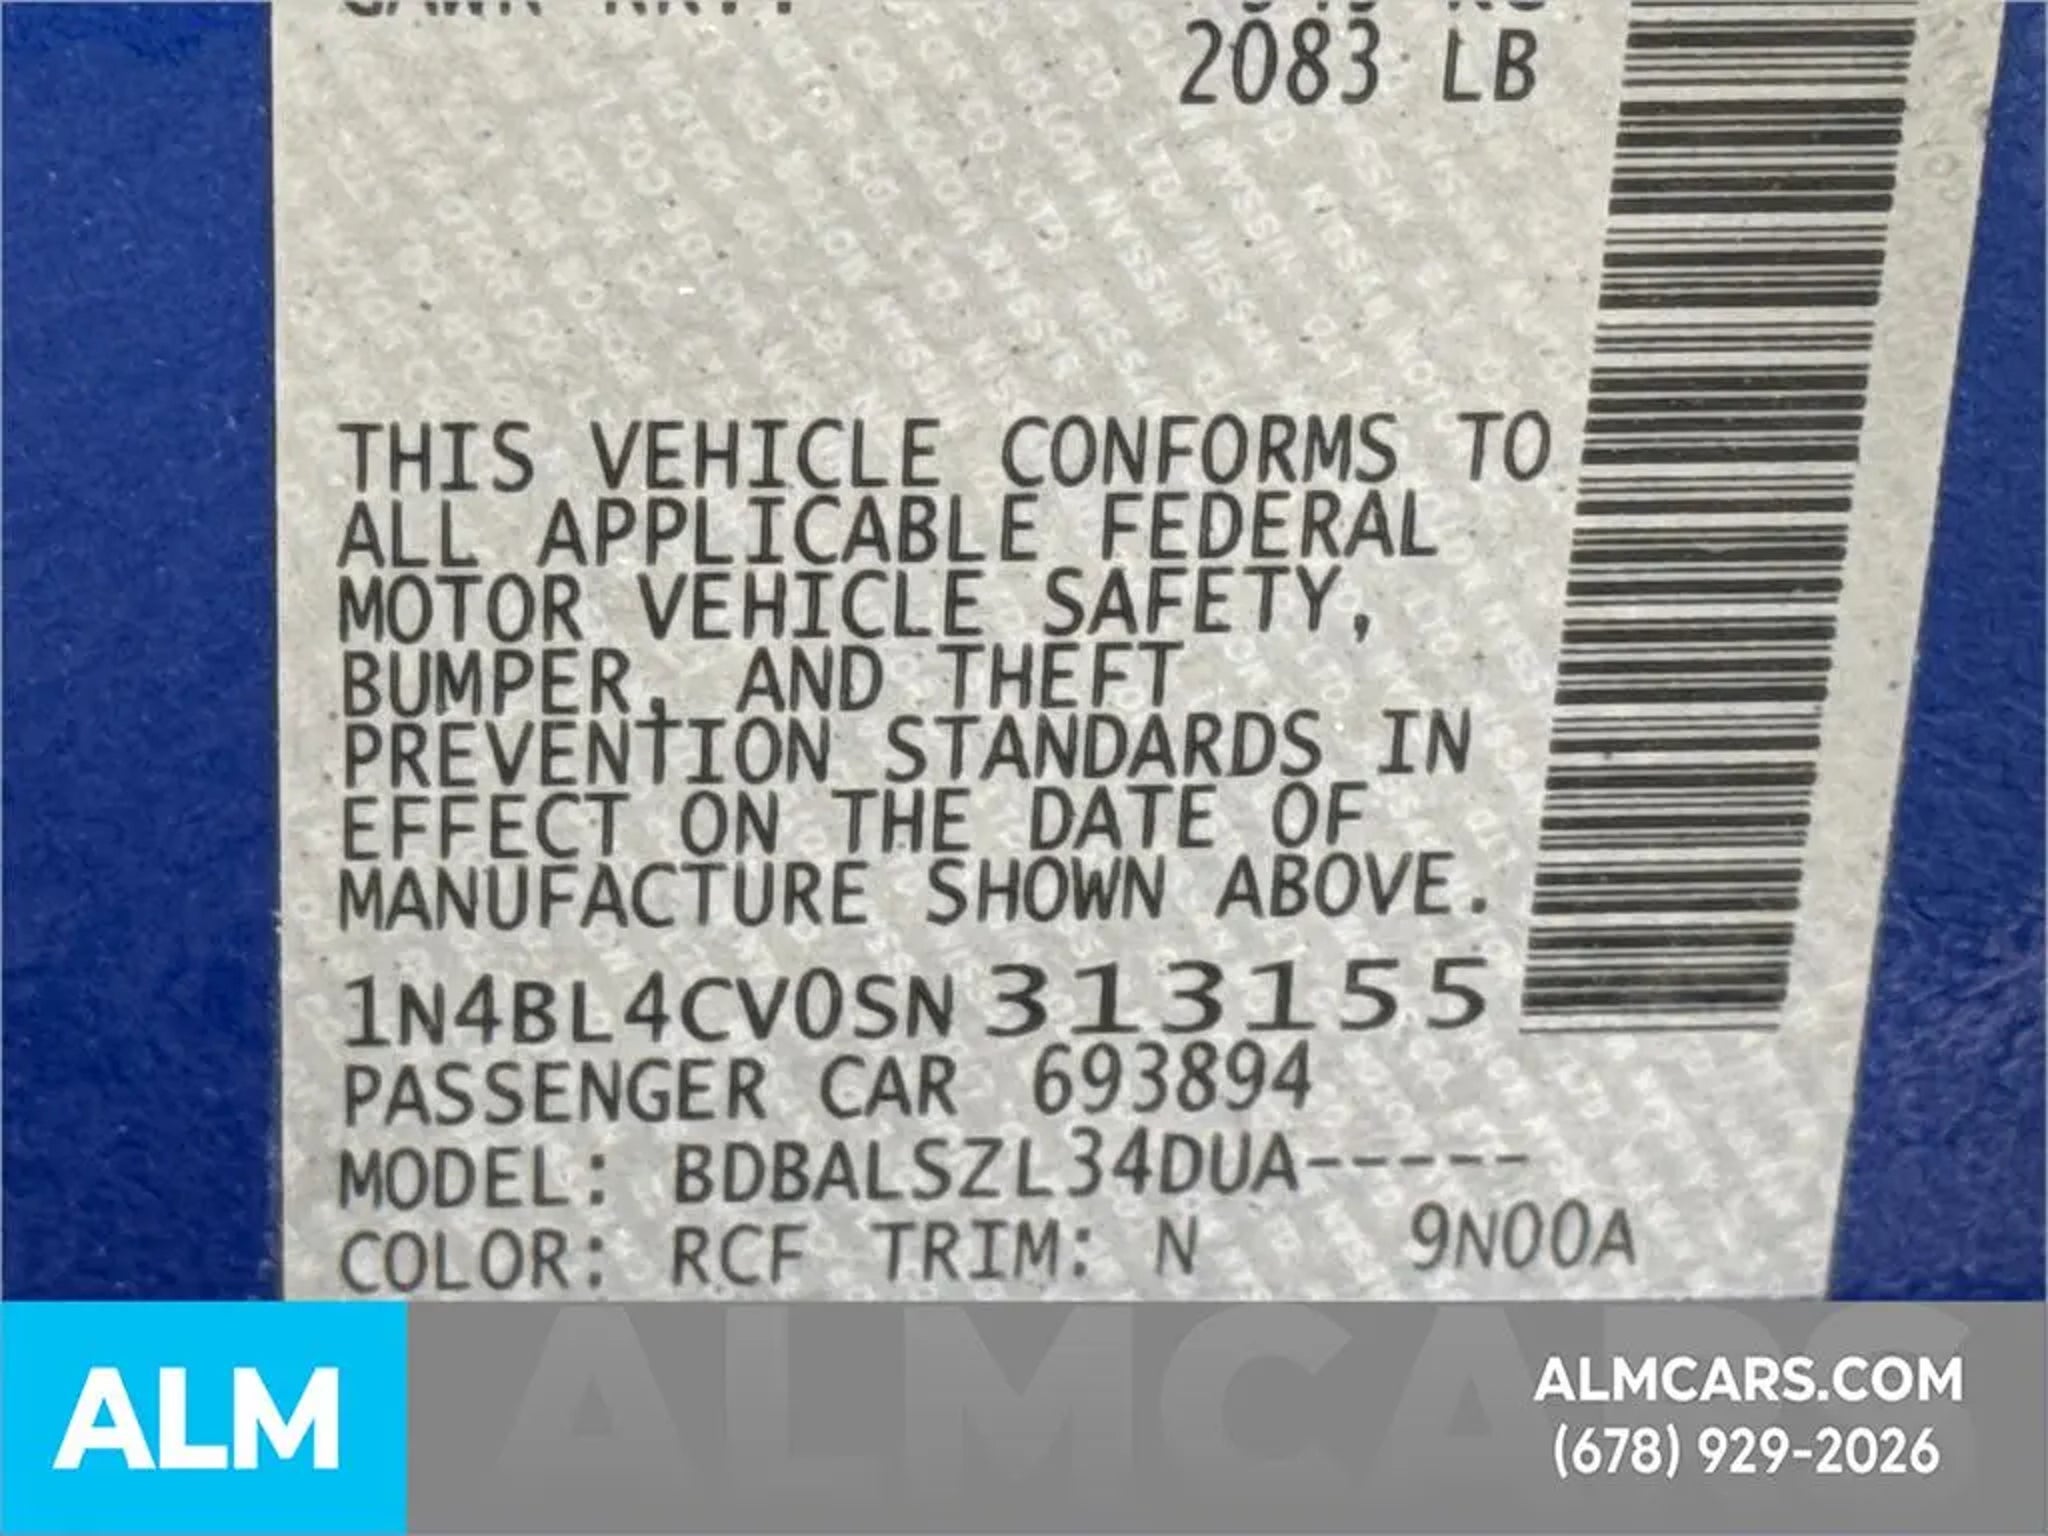 2083 LB
THIS VEHICLE CONFORMS TO
ALL APPLICABLE FEDERAL
MOTOR VEHICLE SAFETY,
BUMPER, AND THEFT
PREVENTION STANDARDS IN
EFFECT ON THE DATE OF
MANUFACTURE SHOWN ABOVE.
1N4BL4CV0SN313155
PASSENGER CAR 693894
MODEL: BDBALSZL34DUA-----
COLOR: RCF TRIM: N 9N00A
ALM
ALMCARS
ALMCARS.COM
(678) 929-2026